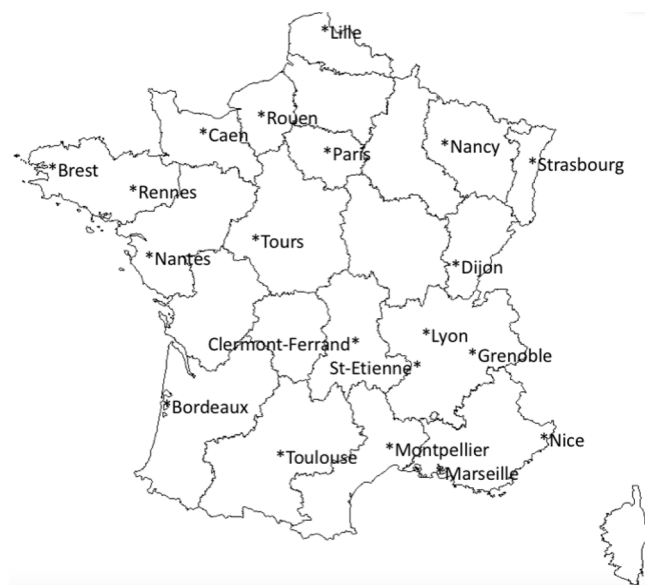 *Lille
*Rouen
*Caen
*Paris
*Nancy
*Strasbourg
*Brest
*Rennes
*Tours
*Nantes
*Dijon
*Lyon
Clermont-Ferrand*
*Grenoble
St-Etienne*
*Bordeaux
*Nice
*Montpellier
*Toulouse
*Marseille